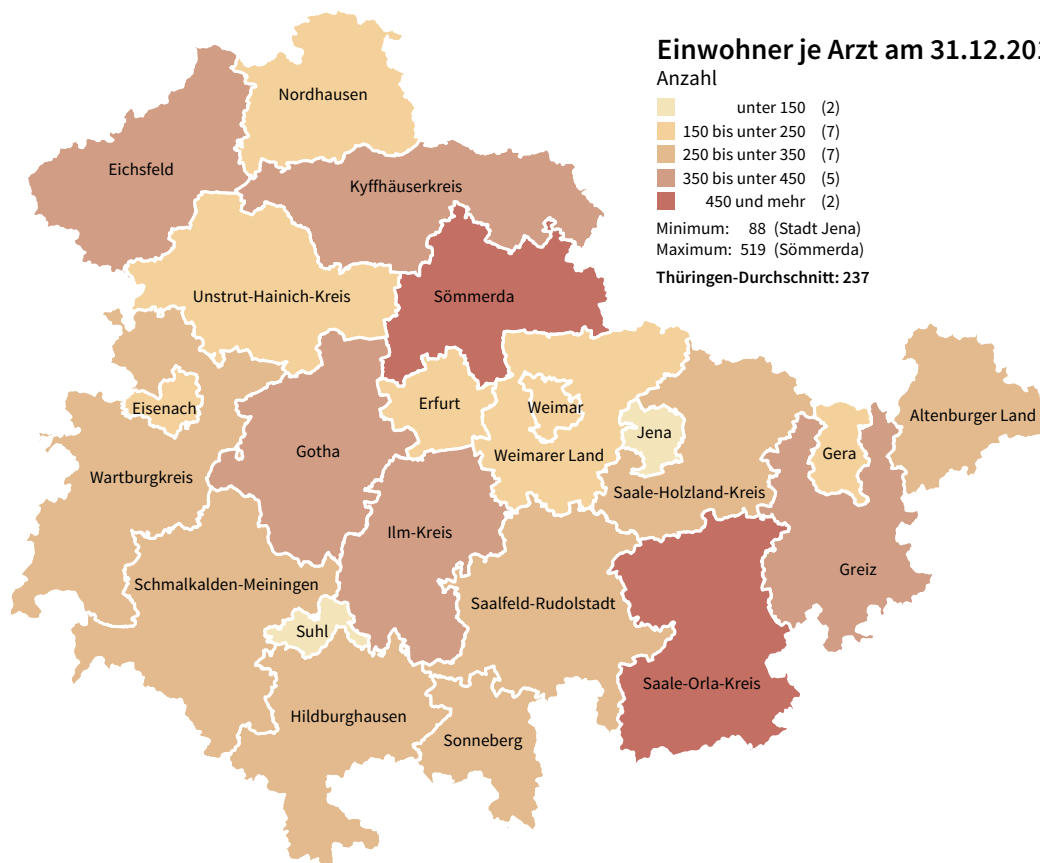 Einwohner je Arzt am 31.12.201
Anzahl
unter 150 (2)
150 bis unter 250 (7)
250 bis unter 350 (7)
350 bis unter 450 (5)
450 und mehr (2)
Minimum: 88 (Stadt Jena)
Maximum: 519 (Sömmerda)
Thüringen-Durchschnitt: 237
Nordhausen
Eichsfeld
Kyffhäuserkreis
Unstrut-Hainich-Kreis
Sömmerda
Eisenach
Erfurt
Weimar
Jena
Altenburger Land
Gotha
Weimarer Land
Gera
Wartburgkreis
Saale-Holzland-Kreis
Ilm-Kreis
Greiz
Schmalkalden-Meiningen
Saalfeld-Rudolstadt
Suhl
Saale-Orla-Kreis
Hildburghausen
Sonneberg